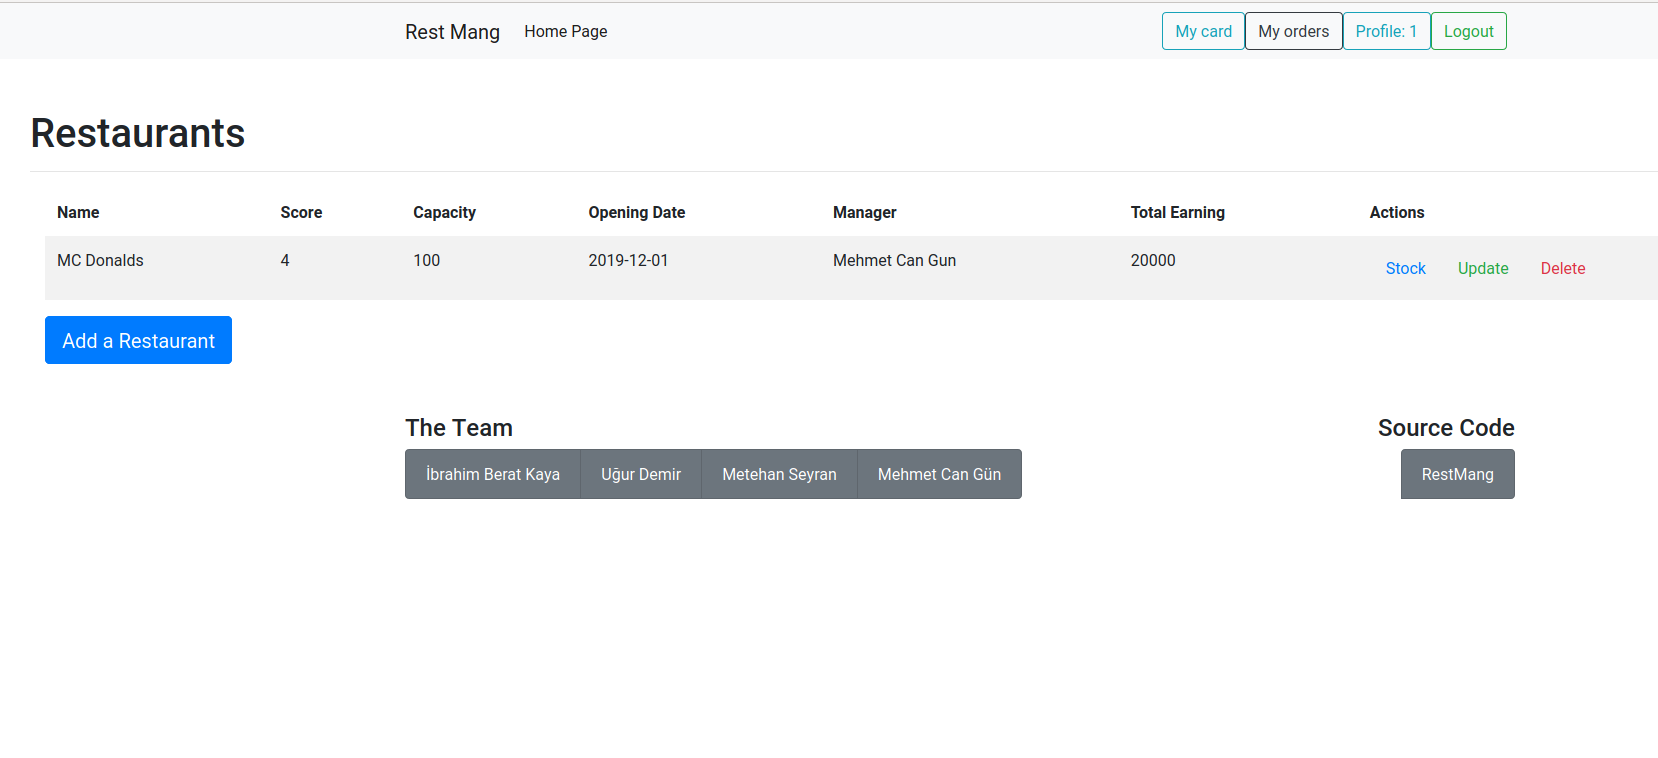 Rest Mang Home Page My card My orders Profile: 1 Logout
Restaurants
Name Score Capacity Opening Date Manager Total Earning Actions
MC Donalds 4 100 2019-12-01 Mehmet Can Gun 20000 Stock Update Delete
Add a Restaurant
The Team Source Code
İbrahim Berat Kaya Uğur Demir Metehan Seyran Mehmet Can Gün RestMang